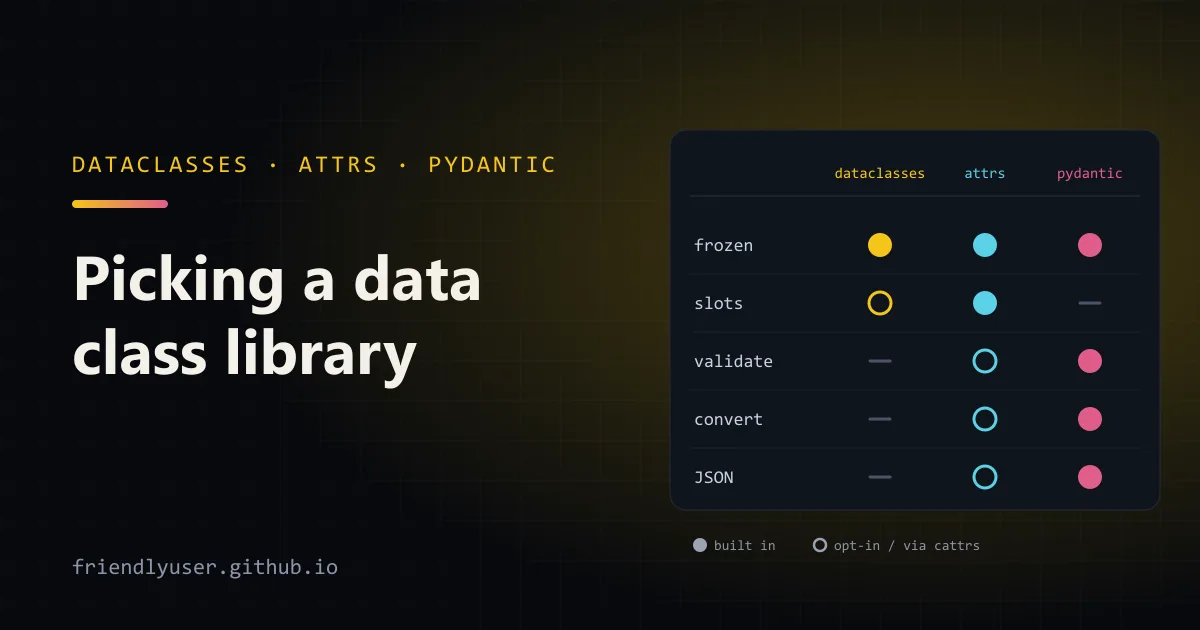 DATACLASSES · ATTRS · PYDANTIC
Picking a data
class library
friendlyuser.github.io
dataclasses attrs pydantic
frozen
slots
validate
convert
JSON
built in opt-in / via cattrs